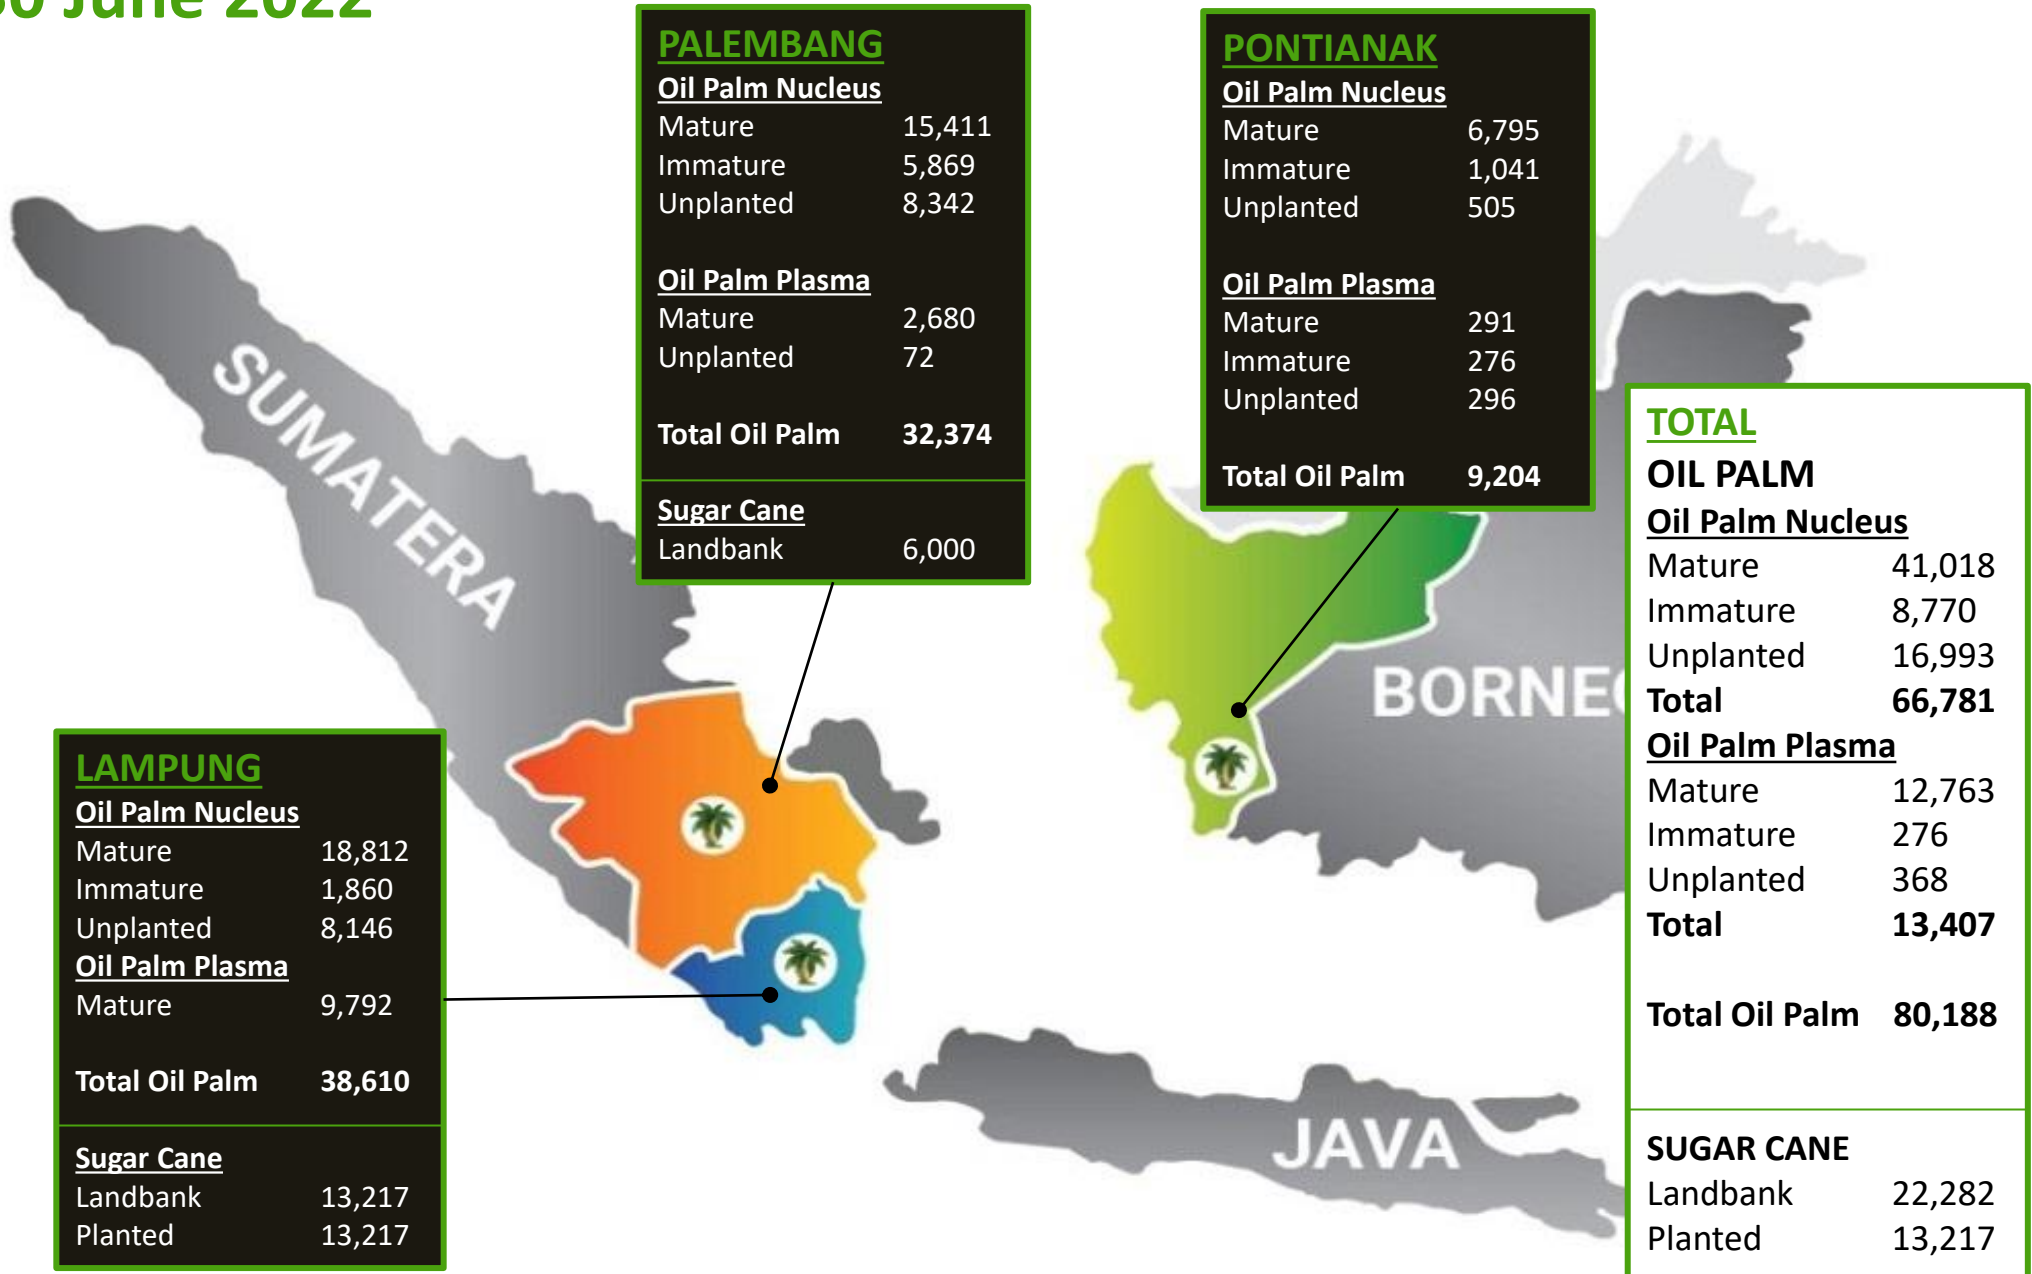 30 June 2022
PALEMBANG
Oil Palm Nucleus
Mature 15,411
Immature 5,869
Unplanted 8,342
Oil Palm Plasma
Mature 2,680
Unplanted 72
Total Oil Palm 32,374
Sugar Cane
Landbank 6,000
PONTIANAK
Oil Palm Nucleus
Mature 6,795
Immature 1,041
Unplanted 505
Oil Palm Plasma
Mature 291
Immature 276
Unplanted 296
Total Oil Palm 9,204
SUMATERA
BORNEO
JAVA
LAMPUNG
Oil Palm Nucleus
Mature 18,812
Immature 1,860
Unplanted 8,146
Oil Palm Plasma
Mature 9,792
Total Oil Palm 38,610
Sugar Cane
Landbank 13,217
Planted 13,217
TOTAL
OIL PALM
Oil Palm Nucleus
Mature 41,018
Immature 8,770
Unplanted 16,993
Total 66,781
Oil Palm Plasma
Mature 12,763
Immature 276
Unplanted 368
Total 13,407
Total Oil Palm 80,188
SUGAR CANE
Landbank 22,282
Planted 13,217